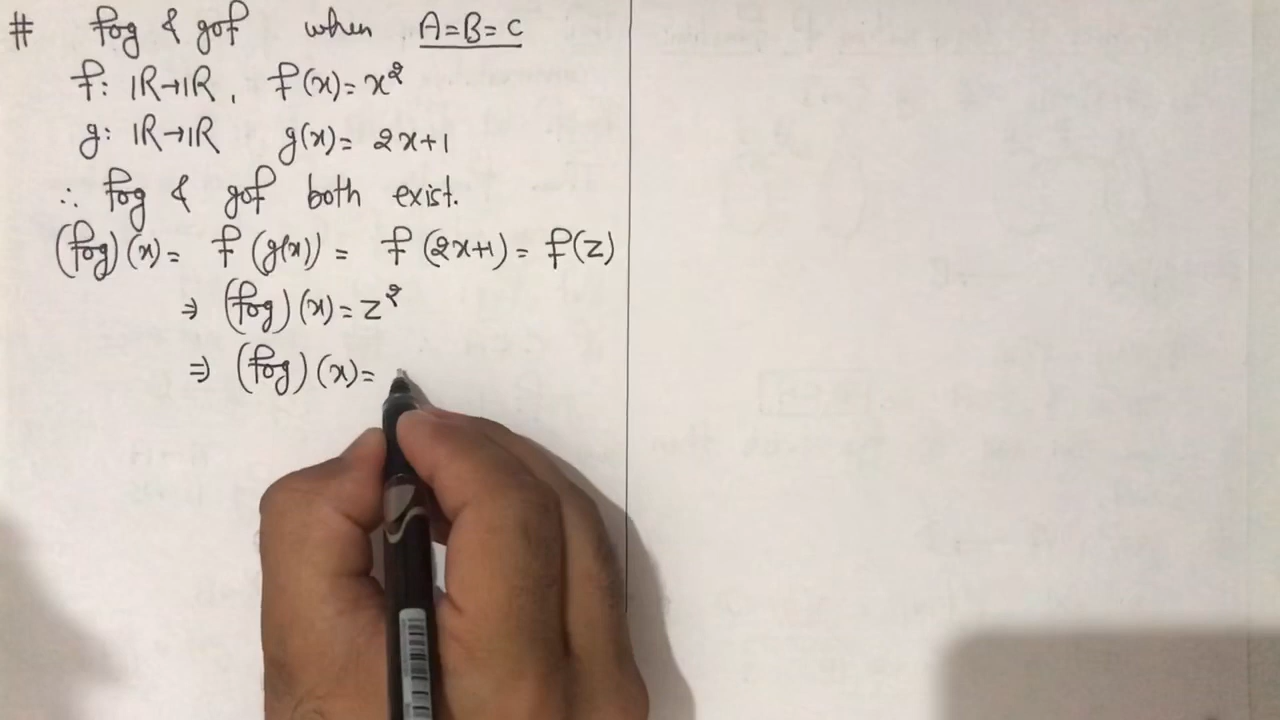 # fog & gof when A=B=C
f: ℝ→ℝ, f(x)= x²
g: ℝ→ℝ g(x)= 2x+1
∴ fog & gof both exist.
(fog)(x)= f(g(x)) = f(2x+1) = f(z)
⇒ (fog)(x)= z²
⇒ (fog)(x)=